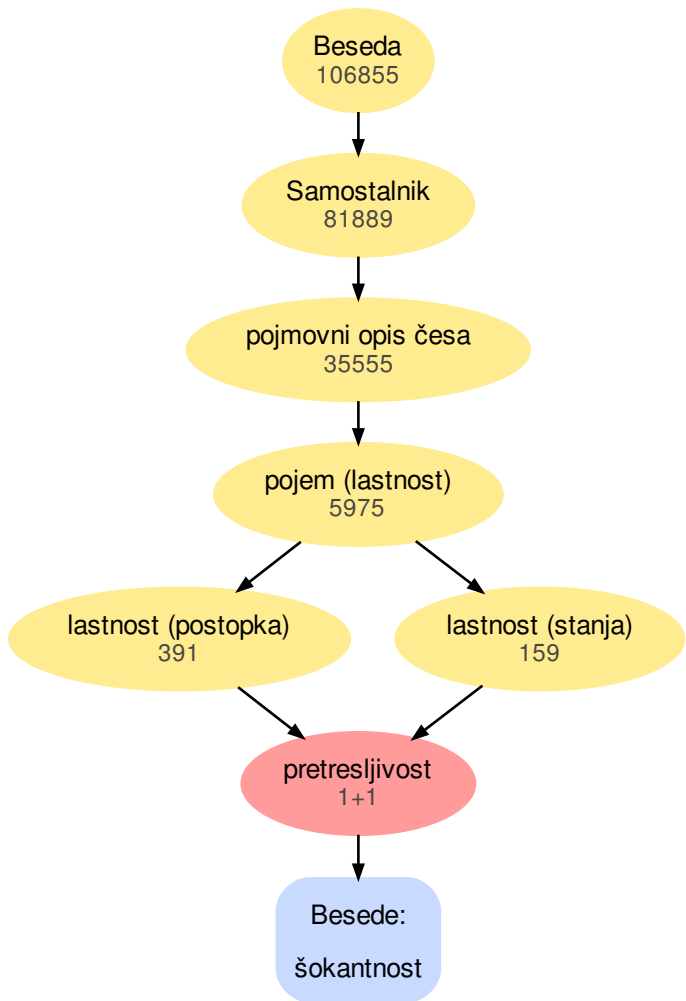 Beseda
106855
Samostalnik
81889
pojmovni opis česa
35555
pojem (lastnost)
5975
lastnost (postopka)
391
lastnost (stanja)
159
pretresljivost
1+1
Besede:
šokantnost